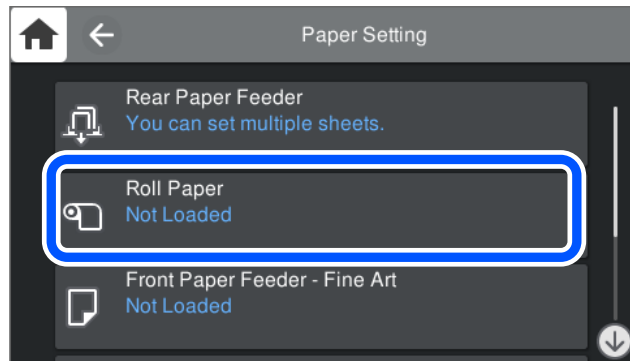 Paper Setting
Rear Paper Feeder
You can set multiple sheets.
Roll Paper
Not Loaded
Front Paper Feeder - Fine Art
Not Loaded